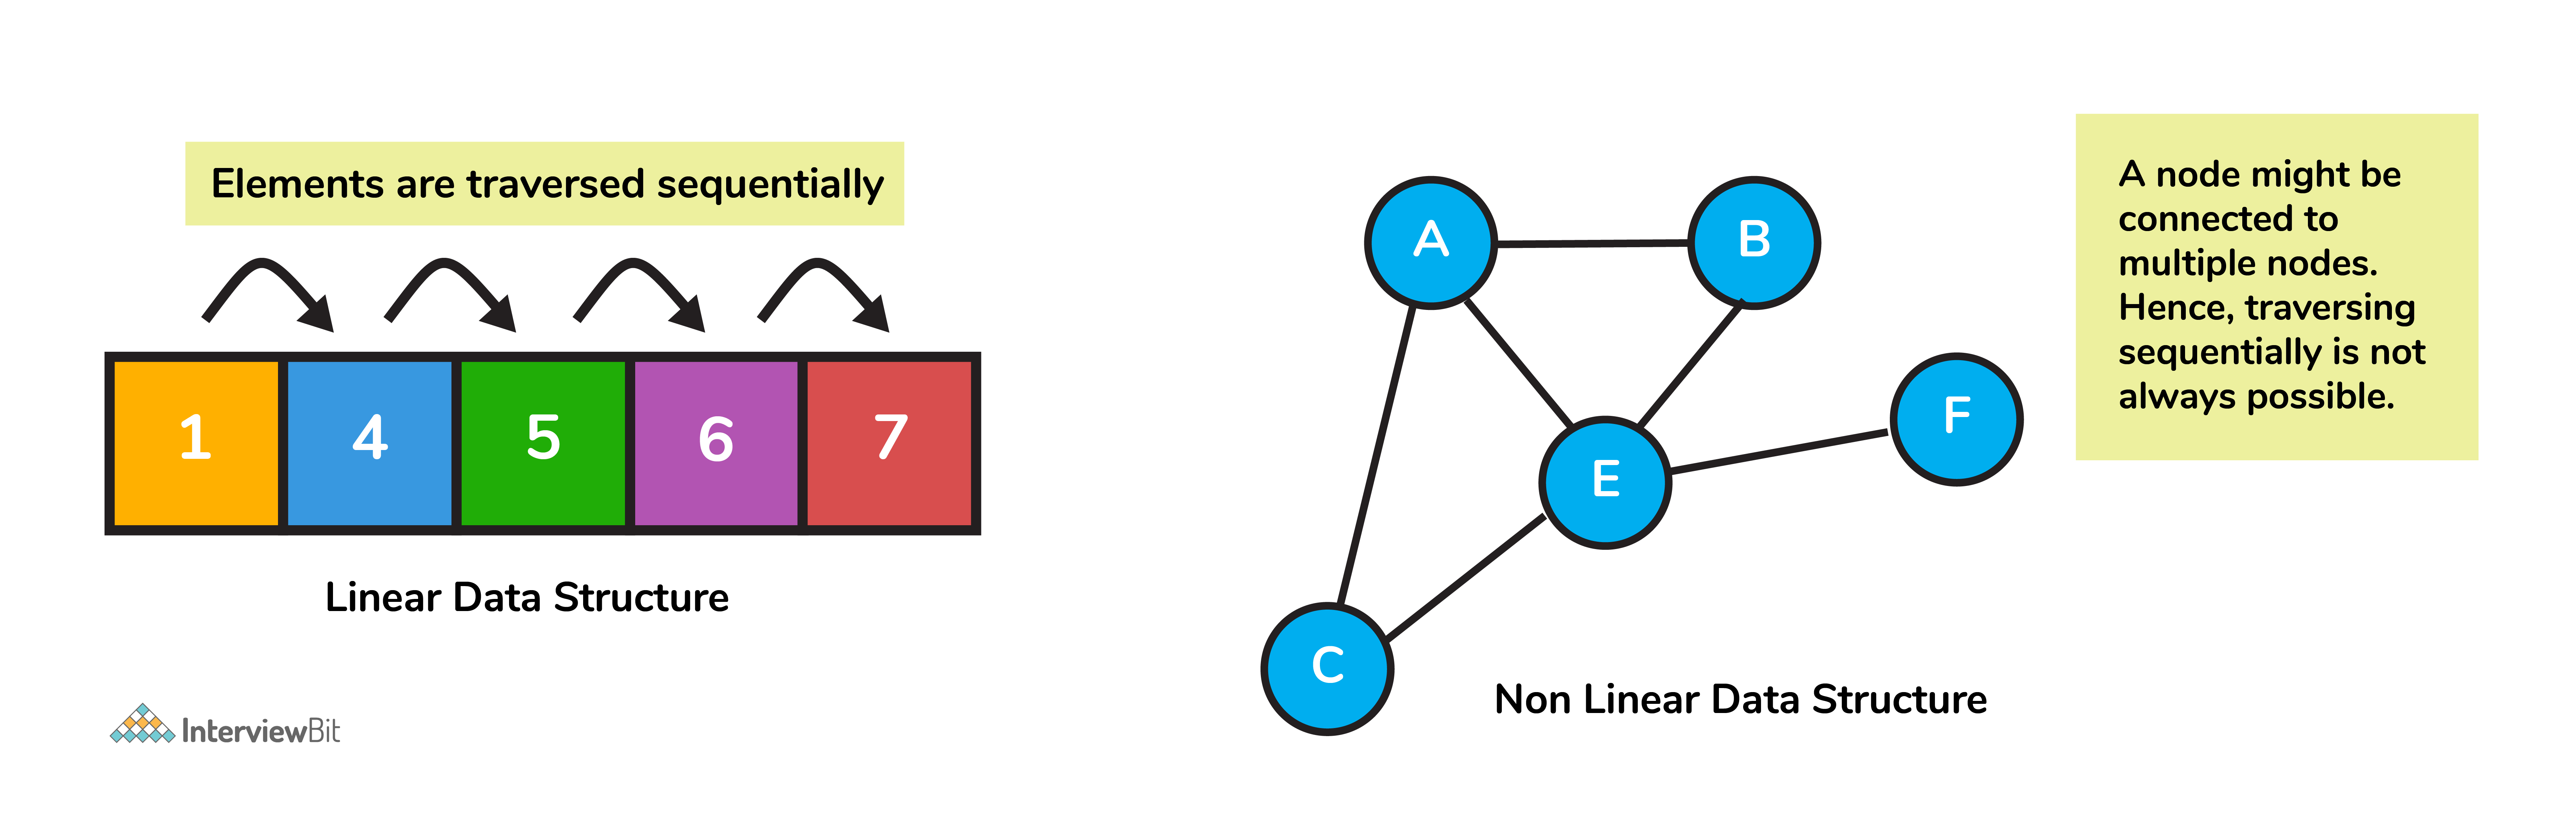 Elements are traversed sequentially
1 4 5 6 7
Linear Data Structure
InterviewBit
A B
E
F
C
Non Linear Data Structure
A node might be
connected to
multiple nodes.
Hence, traversing
sequentially is not
always possible.